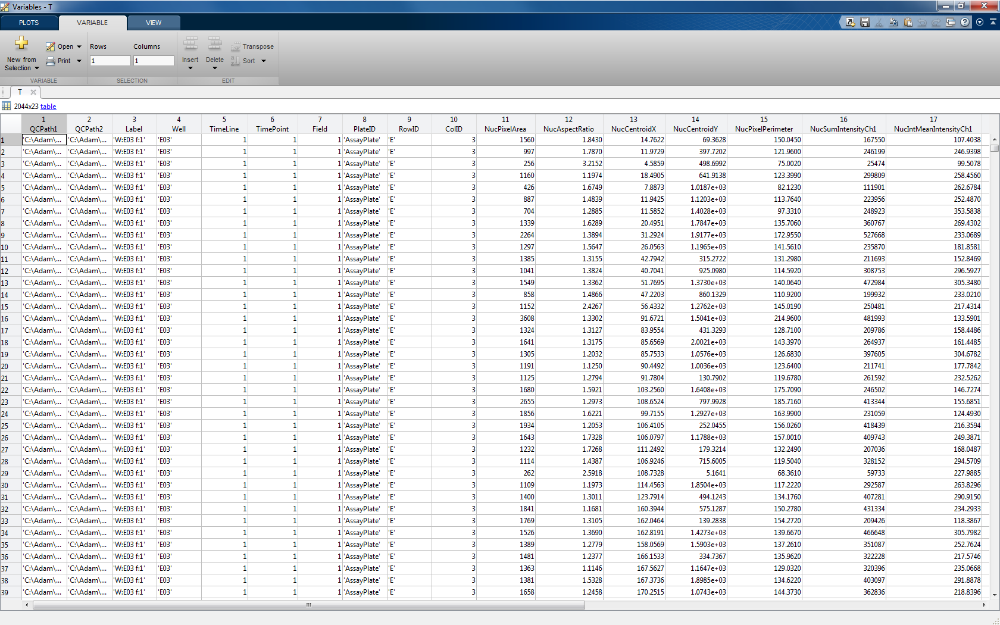 Variables - T
PLOTS VARIABLE VIEW
New from Selection Open Print Rows Columns 1 1 Insert Delete Transpose Sort
VARIABLE SELECTION EDIT
T
2044x23 table
1 2 3 4 5 6 7 8 9 10 11 12 13 14 15 16 17
QCPath1 QCPath2 Label Well TimeLine TimePoint Field PlateID RowID ColID NucPixelArea NucAspectRatio NucCentroidX NucCentroidY NucPixelPerimeter NucSumIntensityCh1 NucIntMeanIntensityCh1
1 'C:\Adam\... 'C:\Adam\... 'W:E03 f:1' 'E03' 1 1 1 'AssayPlate' 'E' 3 1560 1.8430 14.7622 69.3628 150.0450 167550 107.4038
2 'C:\Adam\... 'C:\Adam\... 'W:E03 f:1' 'E03' 1 1 1 'AssayPlate' 'E' 3 997 1.7870 11.9729 397.7202 121.9600 246199 246.9398
3 'C:\Adam\... 'C:\Adam\... 'W:E03 f:1' 'E03' 1 1 1 'AssayPlate' 'E' 3 256 3.2152 4.5859 498.6992 75.0020 25474 99.5078
4 'C:\Adam\... 'C:\Adam\... 'W:E03 f:1' 'E03' 1 1 1 'AssayPlate' 'E' 3 1160 1.1974 18.4905 641.9138 123.3990 299809 258.4560
5 'C:\Adam\... 'C:\Adam\... 'W:E03 f:1' 'E03' 1 1 1 'AssayPlate' 'E' 3 426 1.6749 7.8873 1.0187e+03 82.1230 111901 262.6784
6 'C:\Adam\... 'C:\Adam\... 'W:E03 f:1' 'E03' 1 1 1 'AssayPlate' 'E' 3 887 1.4839 11.9425 1.1203e+03 113.7640 223956 252.4870
7 'C:\Adam\... 'C:\Adam\... 'W:E03 f:1' 'E03' 1 1 1 'AssayPlate' 'E' 3 704 1.2885 11.5852 1.4028e+03 97.3310 248923 353.5838
8 'C:\Adam\... 'C:\Adam\... 'W:E03 f:1' 'E03' 1 1 1 'AssayPlate' 'E' 3 1339 1.6289 20.4951 1.7847e+03 135.7060 360767 269.4302
9 'C:\Adam\... 'C:\Adam\... 'W:E03 f:1' 'E03' 1 1 1 'AssayPlate' 'E' 3 2264 1.3894 31.2924 1.9177e+03 172.9550 527668 233.0689
10 'C:\Adam\... 'C:\Adam\... 'W:E03 f:1' 'E03' 1 1 1 'AssayPlate' 'E' 3 1297 1.5647 26.0563 1.1965e+03 141.5610 235870 181.8581
11 'C:\Adam\... 'C:\Adam\... 'W:E03 f:1' 'E03' 1 1 1 'AssayPlate' 'E' 3 1385 1.3155 42.7942 315.2722 131.2980 211693 152.8469
12 'C:\Adam\... 'C:\Adam\... 'W:E03 f:1' 'E03' 1 1 1 'AssayPlate' 'E' 3 1041 1.3824 40.7041 925.0980 114.5920 308753 296.5927
13 'C:\Adam\... 'C:\Adam\... 'W:E03 f:1' 'E03' 1 1 1 'AssayPlate' 'E' 3 1549 1.3362 51.7695 1.3730e+03 140.0640 472984 305.3480
14 'C:\Adam\... 'C:\Adam\... 'W:E03 f:1' 'E03' 1 1 1 'AssayPlate' 'E' 3 858 1.4866 47.2203 860.1329 110.9200 199932 233.0210
15 'C:\Adam\... 'C:\Adam\... 'W:E03 f:1' 'E03' 1 1 1 'AssayPlate' 'E' 3 1152 2.4267 56.4332 1.2762e+03 145.0190 250481 217.4314
16 'C:\Adam\... 'C:\Adam\... 'W:E03 f:1' 'E03' 1 1 1 'AssayPlate' 'E' 3 3608 1.3302 91.6721 1.5041e+03 214.9600 481993 133.5901
17 'C:\Adam\... 'C:\Adam\... 'W:E03 f:1' 'E03' 1 1 1 'AssayPlate' 'E' 3 1324 1.3127 83.9554 431.3293 128.7100 209786 158.4486
18 'C:\Adam\... 'C:\Adam\... 'W:E03 f:1' 'E03' 1 1 1 'AssayPlate' 'E' 3 1641 1.3175 85.6569 2.0021e+03 143.3970 264937 161.4485
19 'C:\Adam\... 'C:\Adam\... 'W:E03 f:1' 'E03' 1 1 1 'AssayPlate' 'E' 3 1305 1.2032 85.7533 1.0576e+03 126.6830 397605 304.6782
20 'C:\Adam\... 'C:\Adam\... 'W:E03 f:1' 'E03' 1 1 1 'AssayPlate' 'E' 3 1191 1.1250 90.4492 1.0036e+03 123.6400 211741 177.7842
21 'C:\Adam\... 'C:\Adam\... 'W:E03 f:1' 'E03' 1 1 1 'AssayPlate' 'E' 3 1125 1.2794 91.7804 130.7902 119.6780 261592 232.5262
22 'C:\Adam\... 'C:\Adam\... 'W:E03 f:1' 'E03' 1 1 1 'AssayPlate' 'E' 3 1680 1.5921 103.2560 1.6408e+03 175.7090 246502 146.7274
23 'C:\Adam\... 'C:\Adam\... 'W:E03 f:1' 'E03' 1 1 1 'AssayPlate' 'E' 3 2655 1.2973 108.6524 797.9928 185.7160 413344 155.6851
24 'C:\Adam\... 'C:\Adam\... 'W:E03 f:1' 'E03' 1 1 1 'AssayPlate' 'E' 3 1856 1.6221 99.7155 1.2927e+03 163.9900 231059 124.4930
25 'C:\Adam\... 'C:\Adam\... 'W:E03 f:1' 'E03' 1 1 1 'AssayPlate' 'E' 3 1934 1.2053 106.4105 252.0455 156.0260 418439 216.3594
26 'C:\Adam\... 'C:\Adam\... 'W:E03 f:1' 'E03' 1 1 1 'AssayPlate' 'E' 3 1643 1.7328 106.0797 1.1788e+03 157.0010 409743 249.3871
27 'C:\Adam\... 'C:\Adam\... 'W:E03 f:1' 'E03' 1 1 1 'AssayPlate' 'E' 3 1232 1.7268 111.2492 179.3214 132.2490 207036 168.0487
28 'C:\Adam\... 'C:\Adam\... 'W:E03 f:1' 'E03' 1 1 1 'AssayPlate' 'E' 3 1114 1.4387 106.9246 715.6005 119.5040 328152 294.5709
29 'C:\Adam\... 'C:\Adam\... 'W:E03 f:1' 'E03' 1 1 1 'AssayPlate' 'E' 3 262 2.5918 108.7328 5.1641 68.3610 59733 227.9885
30 'C:\Adam\... 'C:\Adam\... 'W:E03 f:1' 'E03' 1 1 1 'AssayPlate' 'E' 3 1109 1.1973 114.4563 1.8504e+03 117.2220 292587 263.8296
31 'C:\Adam\... 'C:\Adam\... 'W:E03 f:1' 'E03' 1 1 1 'AssayPlate' 'E' 3 1400 1.3011 123.7914 494.1243 134.1760 407281 290.9150
32 'C:\Adam\... 'C:\Adam\... 'W:E03 f:1' 'E03' 1 1 1 'AssayPlate' 'E' 3 1841 1.1681 160.3944 575.1287 150.2780 431334 234.2933
33 'C:\Adam\... 'C:\Adam\... 'W:E03 f:1' 'E03' 1 1 1 'AssayPlate' 'E' 3 1769 1.3105 162.0464 139.2838 154.2720 209426 118.3867
34 'C:\Adam\... 'C:\Adam\... 'W:E03 f:1' 'E03' 1 1 1 'AssayPlate' 'E' 3 1526 1.3690 162.8191 1.4273e+03 139.6670 466648 305.7982
35 'C:\Adam\... 'C:\Adam\... 'W:E03 f:1' 'E03' 1 1 1 'AssayPlate' 'E' 3 1389 1.2779 158.0569 1.5903e+03 137.2610 351087 252.7624
36 'C:\Adam\... 'C:\Adam\... 'W:E03 f:1' 'E03' 1 1 1 'AssayPlate' 'E' 3 1481 1.2377 166.1533 334.7367 135.9620 322228 217.5746
37 'C:\Adam\... 'C:\Adam\... 'W:E03 f:1' 'E03' 1 1 1 'AssayPlate' 'E' 3 1363 1.1146 167.5627 1.1647e+03 129.0320 320396 235.0668
38 'C:\Adam\... 'C:\Adam\... 'W:E03 f:1' 'E03' 1 1 1 'AssayPlate' 'E' 3 1381 1.5328 167.3736 1.8985e+03 134.6220 403097 291.8878
39 'C:\Adam\... 'C:\Adam\... 'W:E03 f:1' 'E03' 1 1 1 'AssayPlate' 'E' 3 1658 1.2458 170.2515 1.0743e+03 144.3730 362836 218.8396